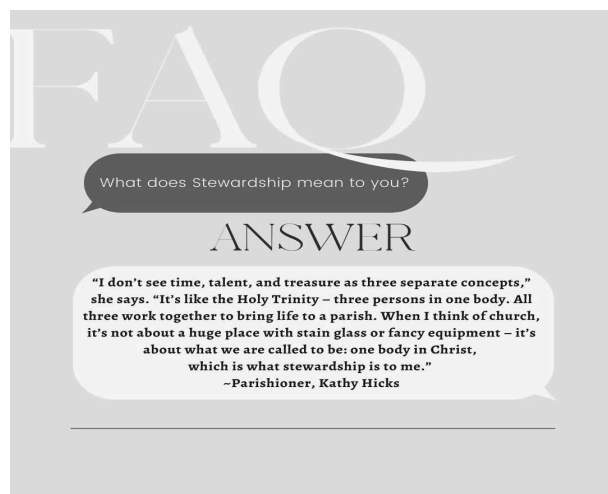 FAQ
What does Stewardship mean to you?
ANSWER
“I don’t see time, talent, and treasure as three separate concepts,”
she says. “It’s like the Holy Trinity – three persons in one body. All
three work together to bring life to a parish. When I think of church,
it’s not about a huge place with stain glass or fancy equipment – it’s
about what we are called to be: one body in Christ,
which is what stewardship is to me.”
~Parishioner, Kathy Hicks